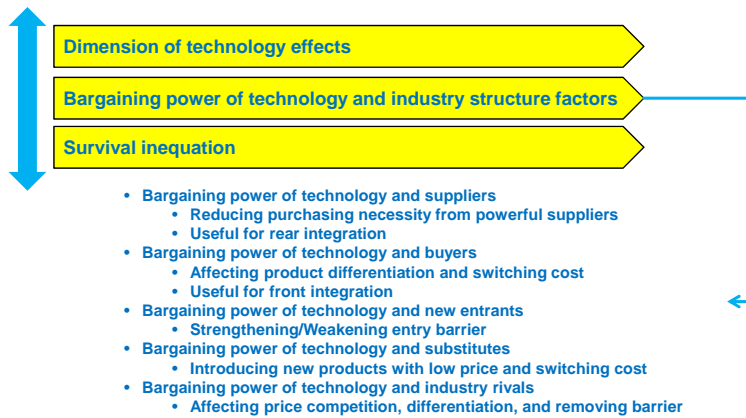 Dimension of technology effects
Bargaining power of technology and industry structure factors
Survival inequation
• Bargaining power of technology and suppliers
• Reducing purchasing necessity from powerful suppliers
• Useful for rear integration
• Bargaining power of technology and buyers
• Affecting product differentiation and switching cost
• Useful for front integration
• Bargaining power of technology and new entrants
• Strengthening/Weakening entry barrier
• Bargaining power of technology and substitutes
• Introducing new products with low price and switching cost
• Bargaining power of technology and industry rivals
• Affecting price competition, differentiation, and removing barrier